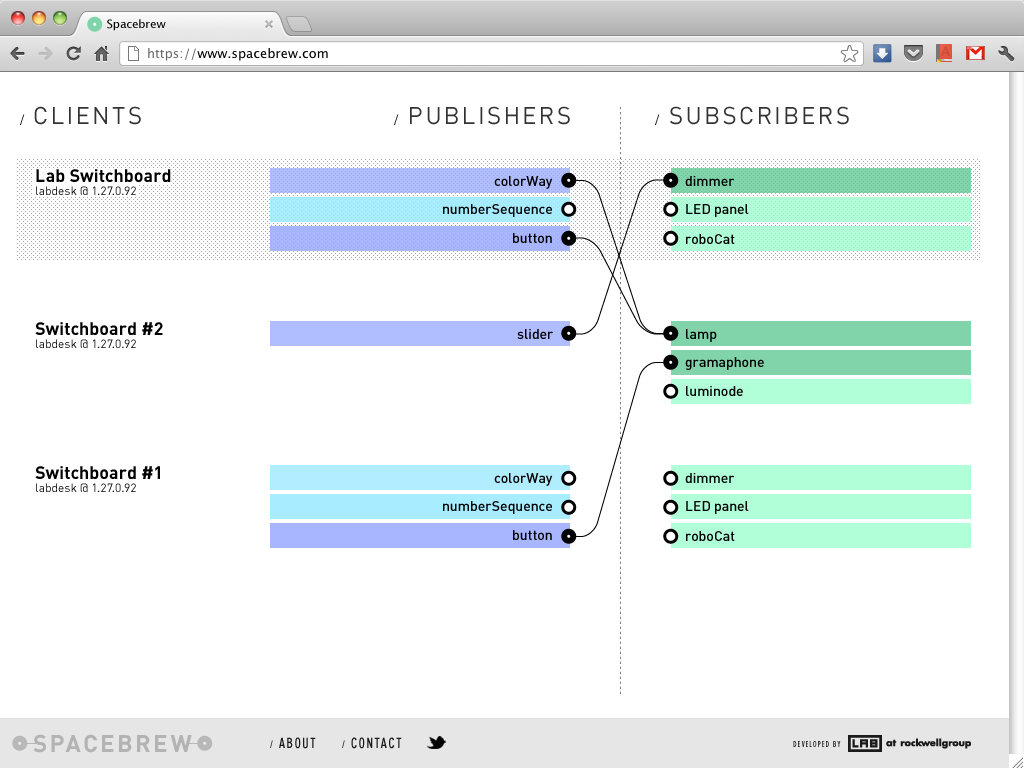 Spacebrew
https://www.spacebrew.com
/ CLIENTS
/ PUBLISHERS
/ SUBSCRIBERS
Lab Switchboard
labdesk @ 1.27.0.92
colorWay
numberSequence
button
dimmer
LED panel
roboCat
Switchboard #2
labdesk @ 1.27.0.92
slider
lamp
gramaphone
luminode
Switchboard #1
labdesk @ 1.27.0.92
colorWay
numberSequence
button
dimmer
LED panel
roboCat
SPACEBREW
/ ABOUT
/ CONTACT
DEVELOPED BY LAB at rockwellgroup